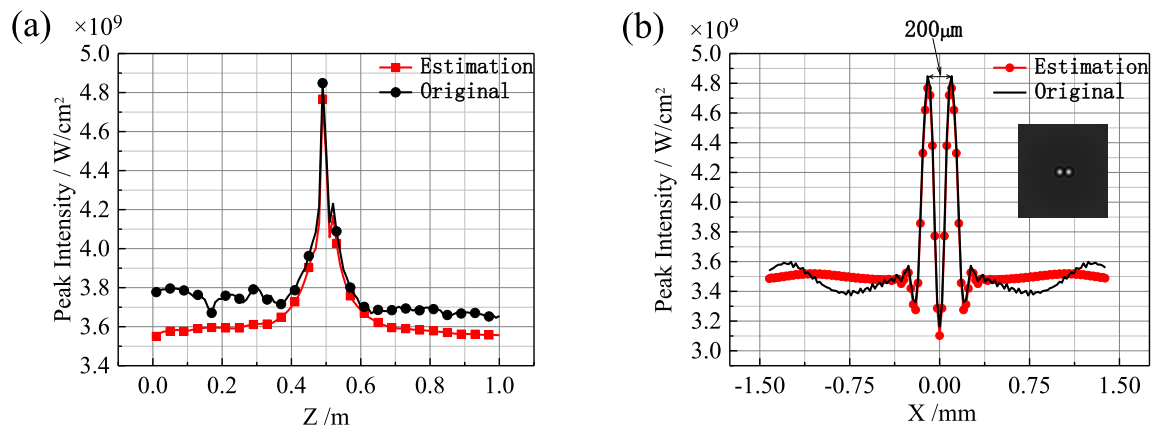 (a)
×10⁹
5.0
4.8
4.6
4.4
4.2
4.0
3.8
3.6
3.4
Peak Intensity / W/cm²
Estimation
Original
0.0 0.2 0.4 0.6 0.8 1.0
Z /m
(b)
×10⁹
200μm
5.0
4.8
4.6
4.4
4.2
4.0
3.8
3.6
3.4
3.2
3.0
Peak Intensity / W/cm²
Estimation
Original
-1.50 -0.75 0.00 0.75 1.50
X /mm